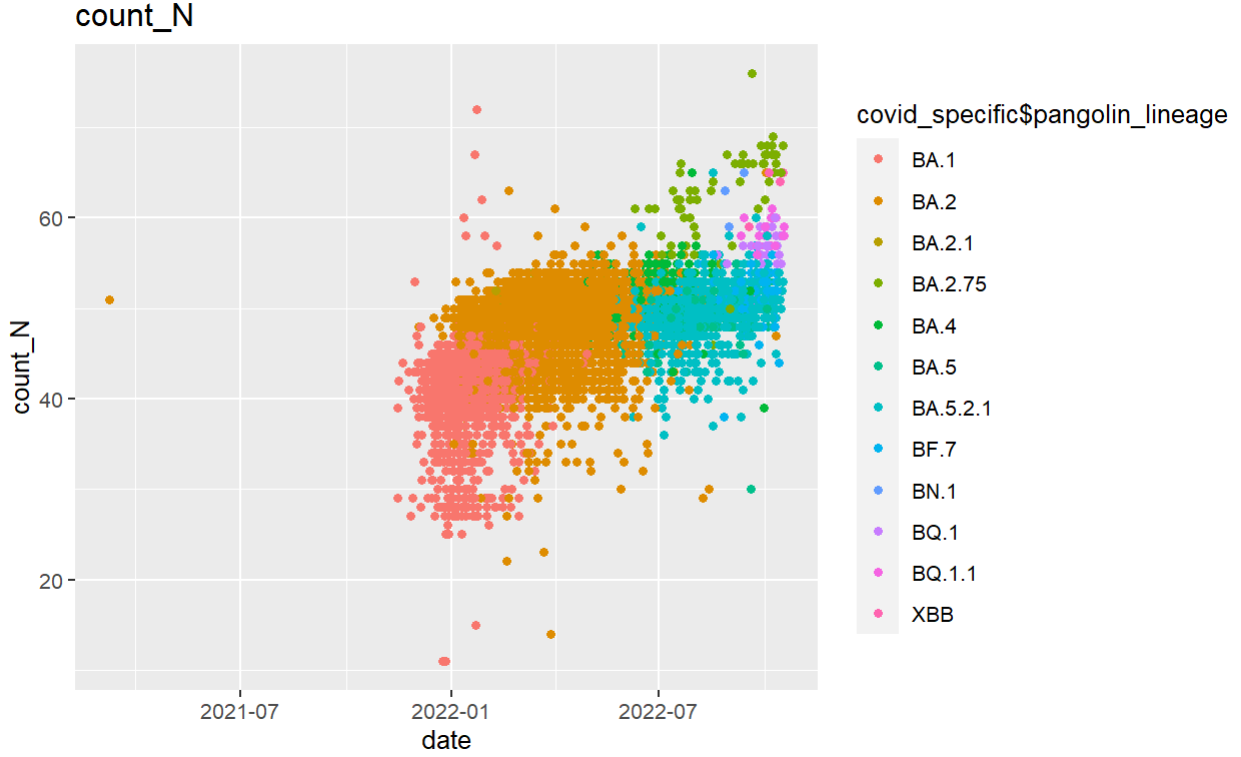 count_N
count_N
60
40
20
2021-07
2022-01
2022-07
date
covid_specific$pangolin_lineage
BA.1
BA.2
BA.2.1
BA.2.75
BA.4
BA.5
BA.5.2.1
BF.7
BN.1
BQ.1
BQ.1.1
XBB